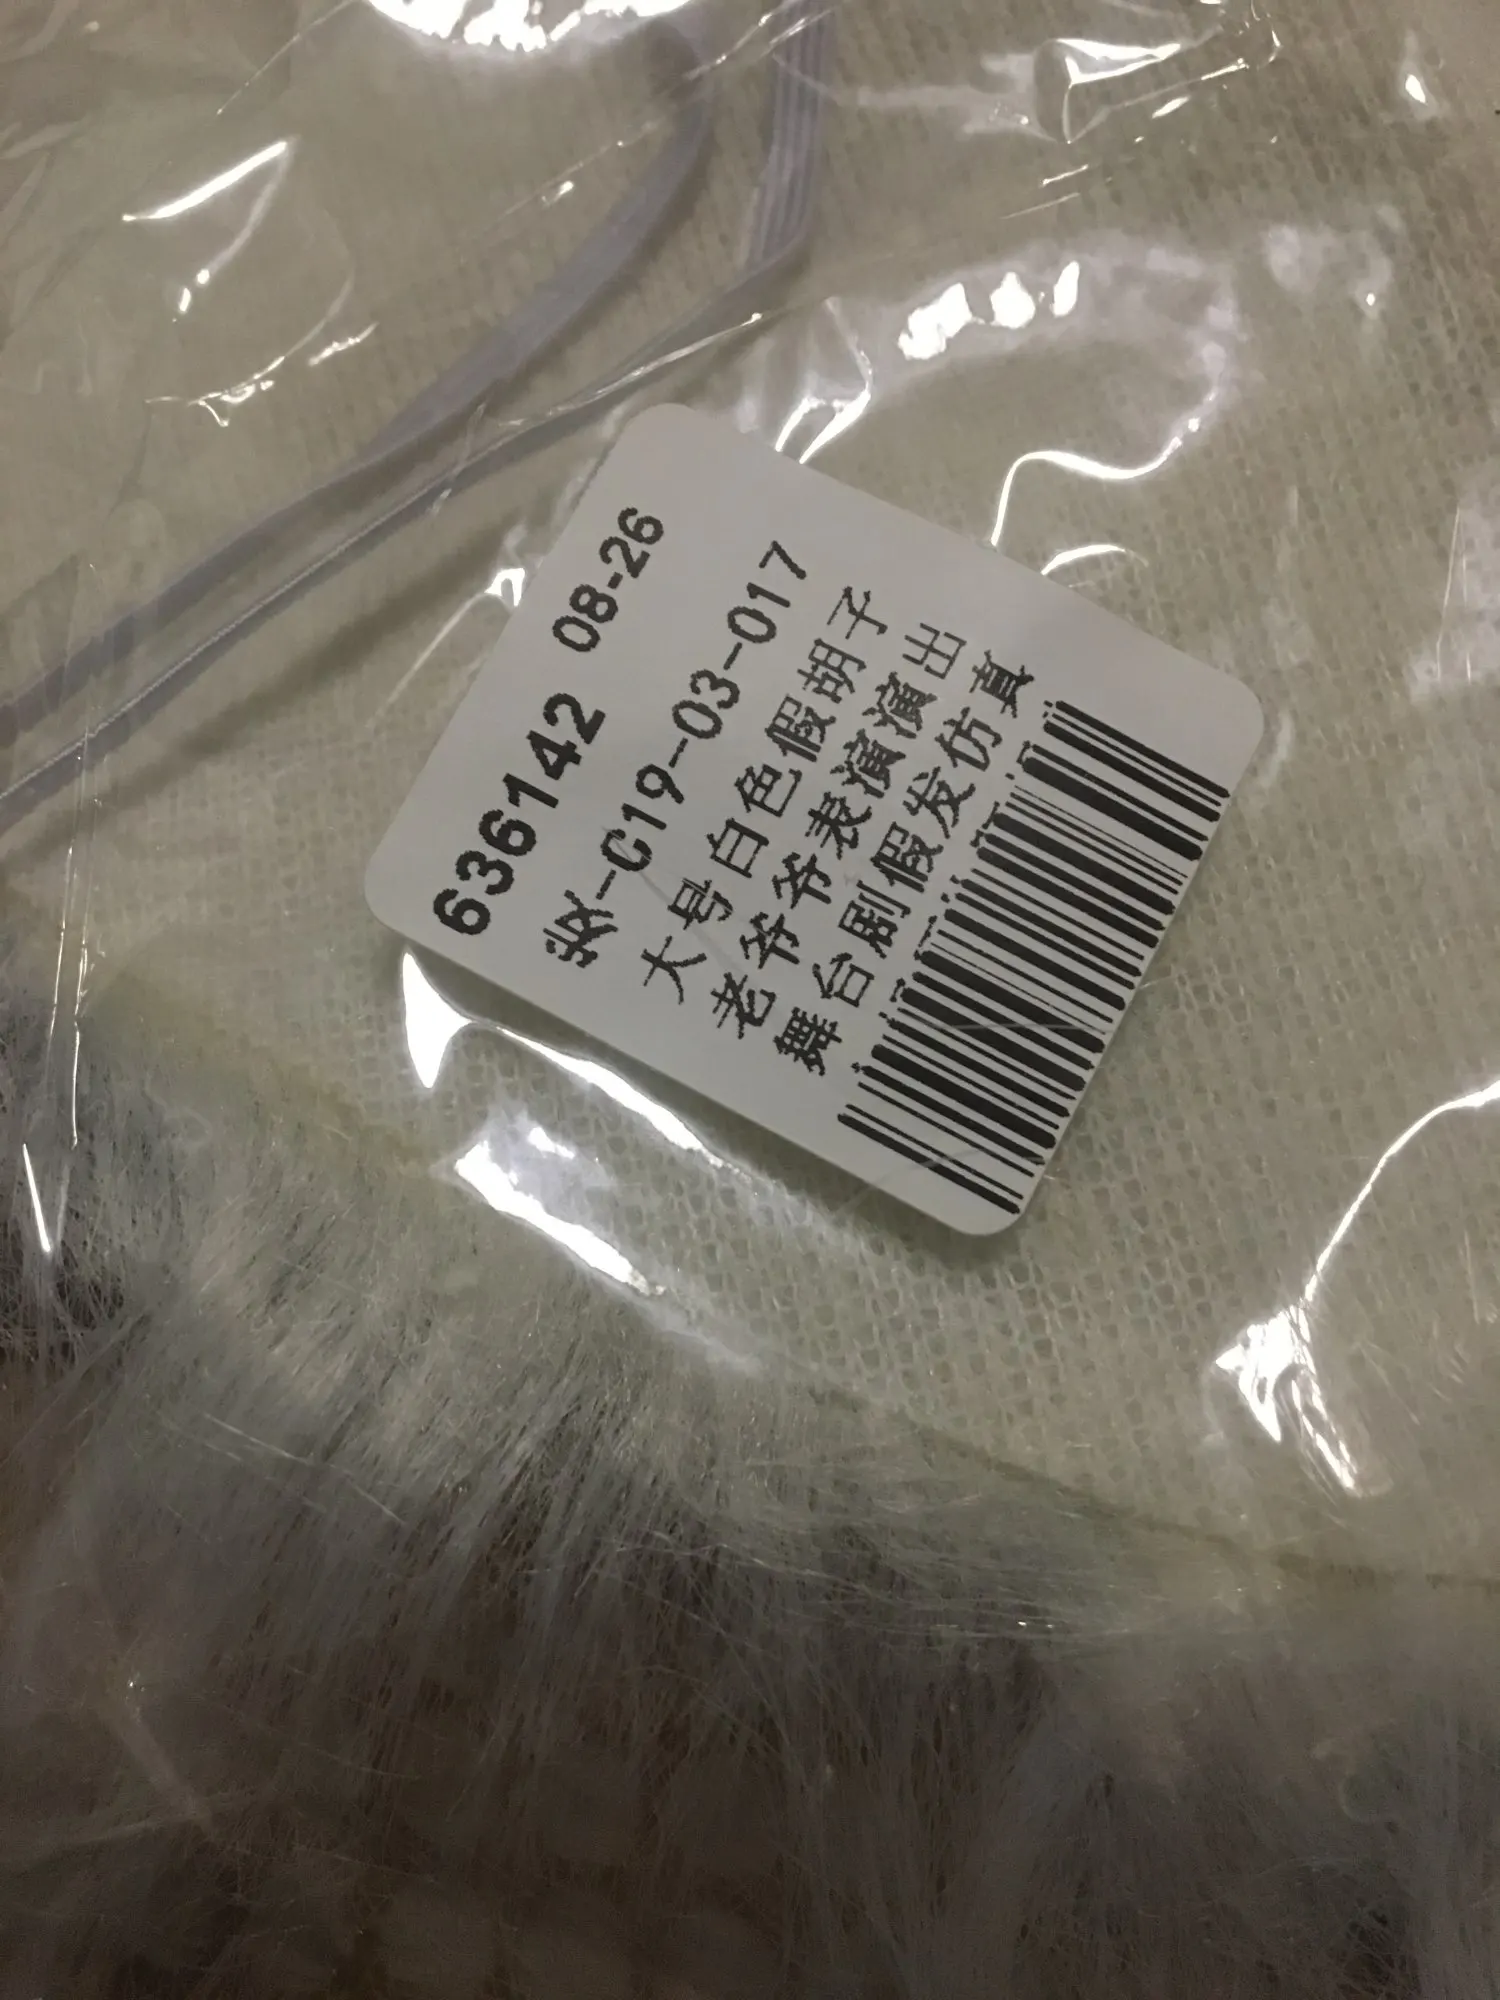 636142 08-26
收-C19-03-017
大号白色假胡子
老爷爷表演演出
舞台剧假发仿真